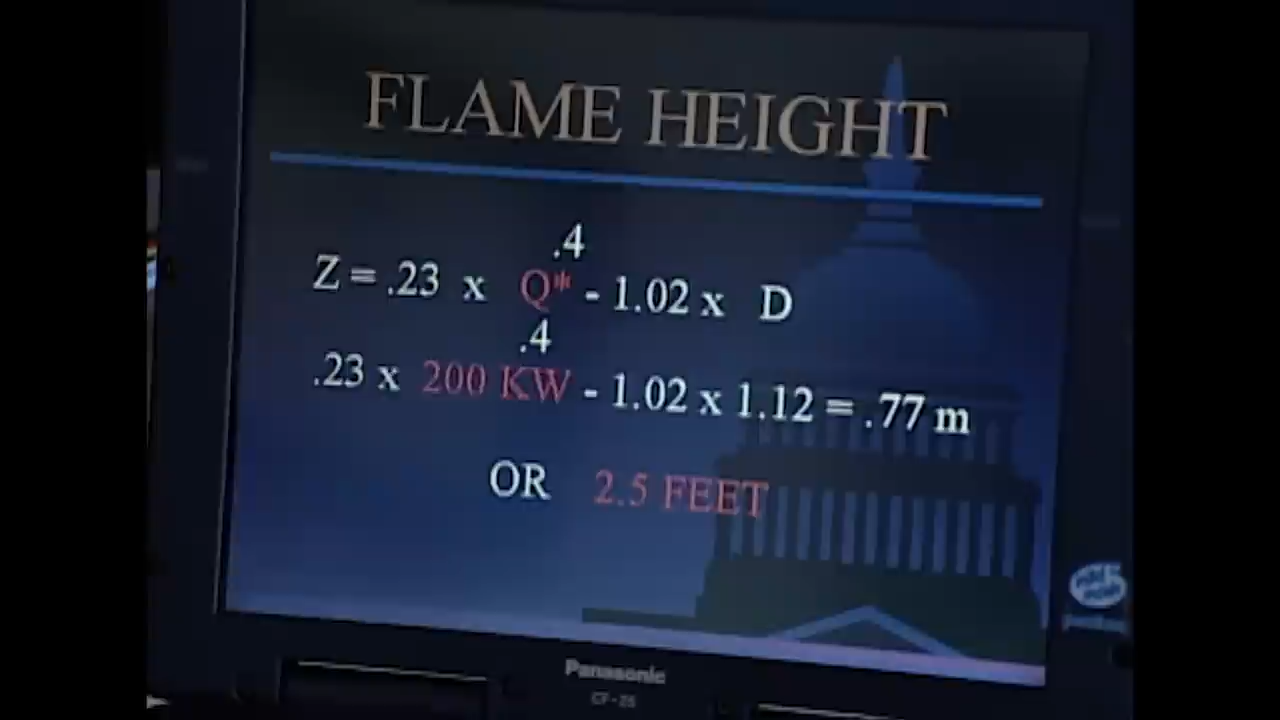 FLAME HEIGHT
.4
Z = .23 x Q* - 1.02 x D
.4
.23 x 200 KW - 1.02 x 1.12 = .77 m
OR 2.5 FEET
Panasonic